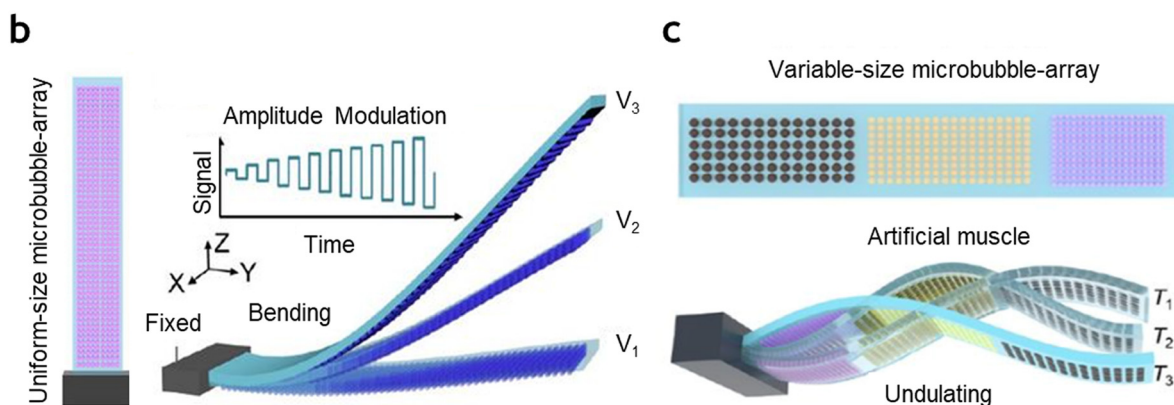 b
Uniform-size microbubble-array
Amplitude Modulation
Signal
Time
Z
X
Y
Bending
Fixed
V3
V2
V1
c
Variable-size microbubble-array
Artificial muscle
T1
T2
T3
Undulating